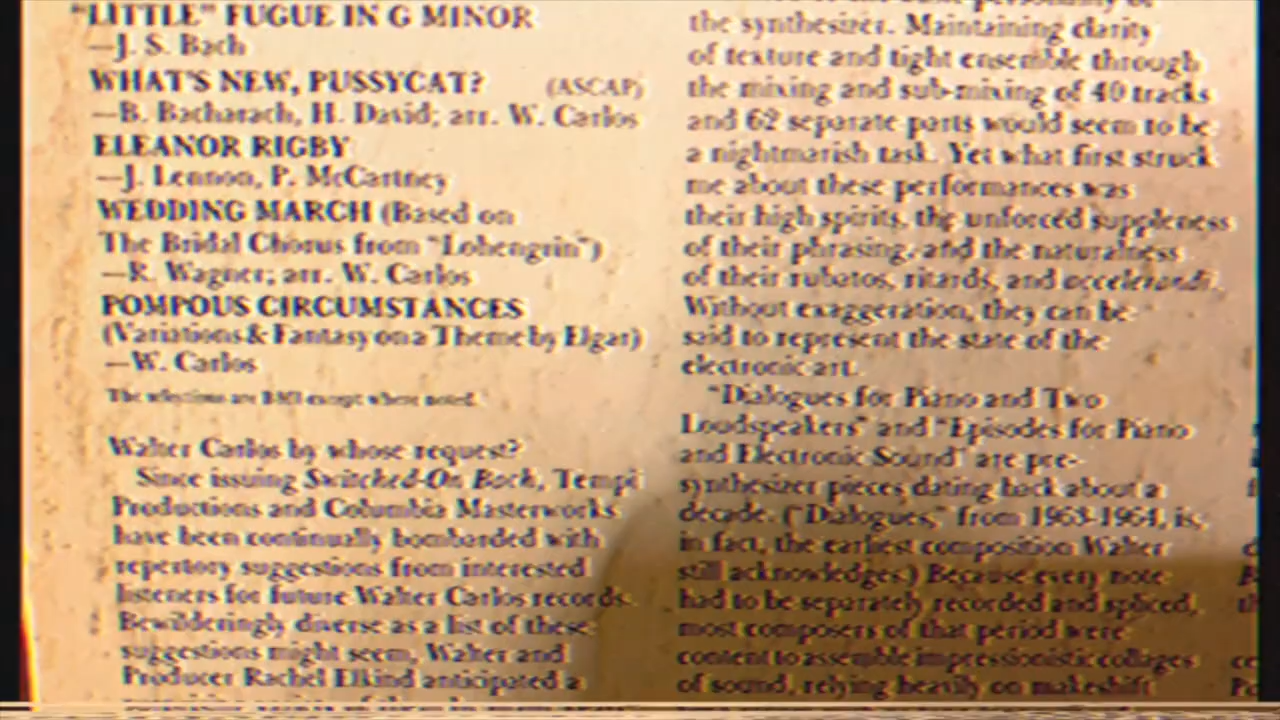 "LITTLE" FUGUE IN G MINOR
—J. S. Bach
WHAT'S NEW, PUSSYCAT? (ASCAP)
—B. Bacharach, H. David; arr. W. Carlos
ELEANOR RIGBY
—J. Lennon, P. McCartney
WEDDING MARCH (Based on
The Bridal Chorus from "Lohengrin")
—R. Wagner; arr. W. Carlos
POMPOUS CIRCUMSTANCES
(Variations & Fantasy on a Theme by Elgar)
—W. Carlos
The selections are BMI except where noted.
Walter Carlos by whose request?
Since issuing Switched-On Bach, Tempi
Productions and Columbia Masterworks
have been continually bombarded with
repertory suggestions from interested
listeners for future Walter Carlos records.
Bewilderingly diverse as a list of these
suggestions might seem, Walter and
Producer Rachel Elkind anticipated a
the synthesizer. Maintaining clarity
of texture and tight ensemble through
the mixing and sub-mixing of 40 tracks
and 62 separate parts would seem to be
a nightmarish task. Yet what first struck
me about these performances was
their high spirits, the unforced suppleness
of their phrasing, and the naturalness
of their rubatos, ritards, and accelerandi.
Without exaggeration, they can be
said to represent the state of the
electronic art.
"Dialogues for Piano and Two
Loudspeakers" and "Episodes for Piano
and Electronic Sound" are pre-
synthesizer pieces dating back about a
decade. ("Dialogues," from 1963-1964, is,
in fact, the earliest composition Walter
still acknowledges.) Because every note
had to be separately recorded and spliced,
most composers of that period were
content to assemble impressionistic collages
of sound, relying heavily on makeshift